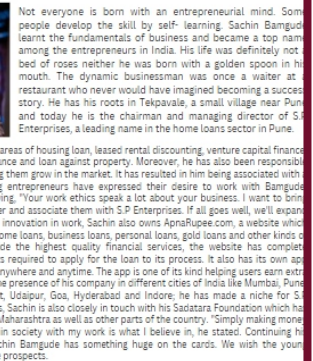 Not everyone is born with an entrepreneurial mind. Some
people develop the skill by self- learning. Sachin Bamgude
learnt the fundamentals of business and became a top name
among the entrepreneurs in India. His life was definitely not
bed of roses neither he was born with a golden spoon in his
mouth. The dynamic businessman was once a waiter at
restaurant who never would have imagined becoming a success
story. He has his roots in Tekpavale, a small village near Pune
and today he is the chairman and managing director of S.P
Enterprises, a leading name in the home loans sector in Pune.
areas of housing loan, leased rental discounting, venture capital finance
nce and loan against property. Moreover, he has also been responsible
g them grow in the market. It has resulted in him being associated with
g entrepreneurs have expressed their desire to work with Bamgude
ing, "Your work ethics speak a lot about your business. I want to bring
er and associate them with S.P Enterprises. If all goes well, we'll expand
innovation in work, Sachin also owns ApnaRupee.com, a website which
ome loans, business loans, personal loans, gold loans and other kinds o
de the highest quality financial services, the website has complet
s required to apply for the loan to its process. It also has its own app
nywhere and anytime. The app is one of its kind helping users earn extra
e presence of his company in different cities of India like Mumbai, Pune
t, Udaipur, Goa, Hyderabad and Indore; he has made a niche for S.P
s, Sachin is also closely in touch with his Sadatara Foundation which ha
Maharashtra as well as other parts of the country. "Simply making money
in society with my work is what I believe in, he stated. Continuing hi
chin Bamgude has something huge on the cards. We wish the young
prospects.